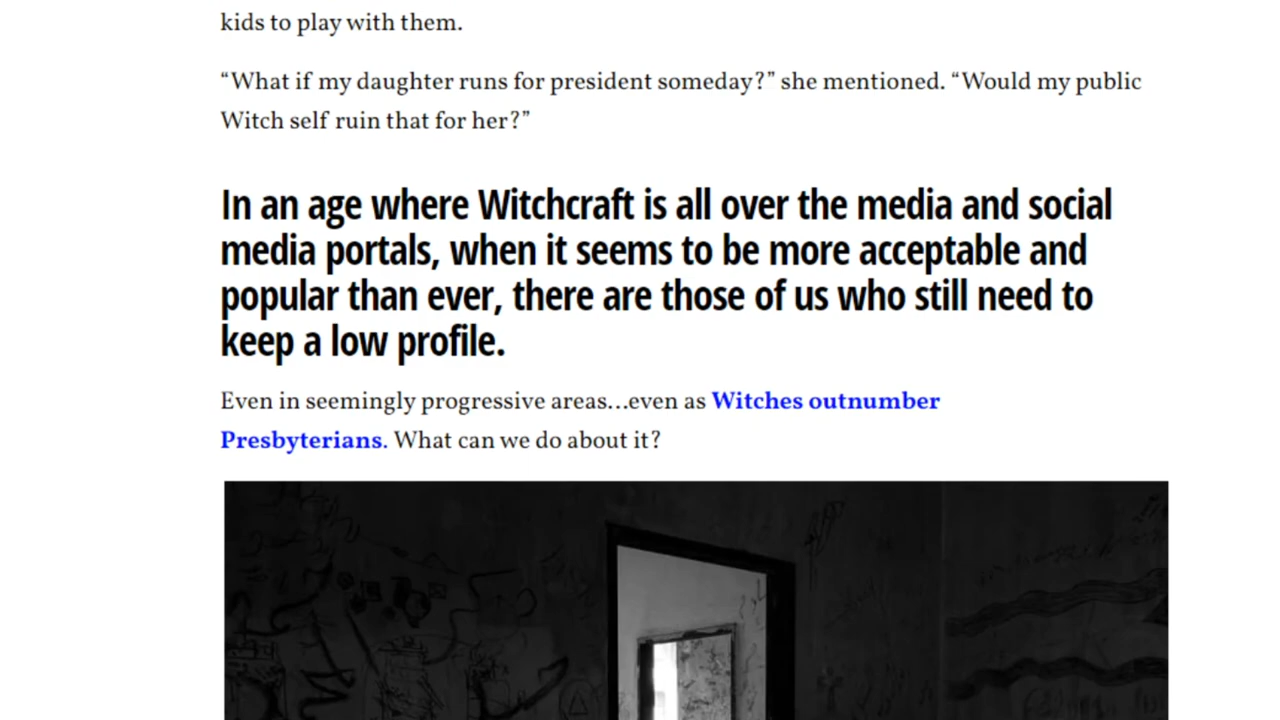 kids to play with them.
“What if my daughter runs for president someday?” she mentioned. “Would my public
Witch self ruin that for her?”
In an age where Witchcraft is all over the media and social
media portals, when it seems to be more acceptable and
popular than ever, there are those of us who still need to
keep a low profile.
Even in seemingly progressive areas…even as Witches outnumber
Presbyterians. What can we do about it?